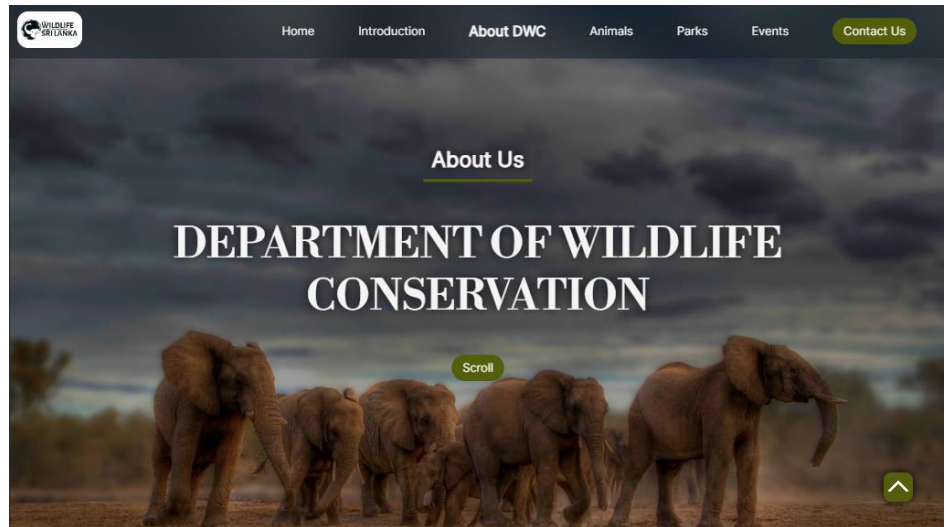 WILDLIFE
SRI LANKA
Home Introduction About DWC Animals Parks Events Contact Us
About Us
DEPARTMENT OF WILDLIFE
CONSERVATION
Scroll